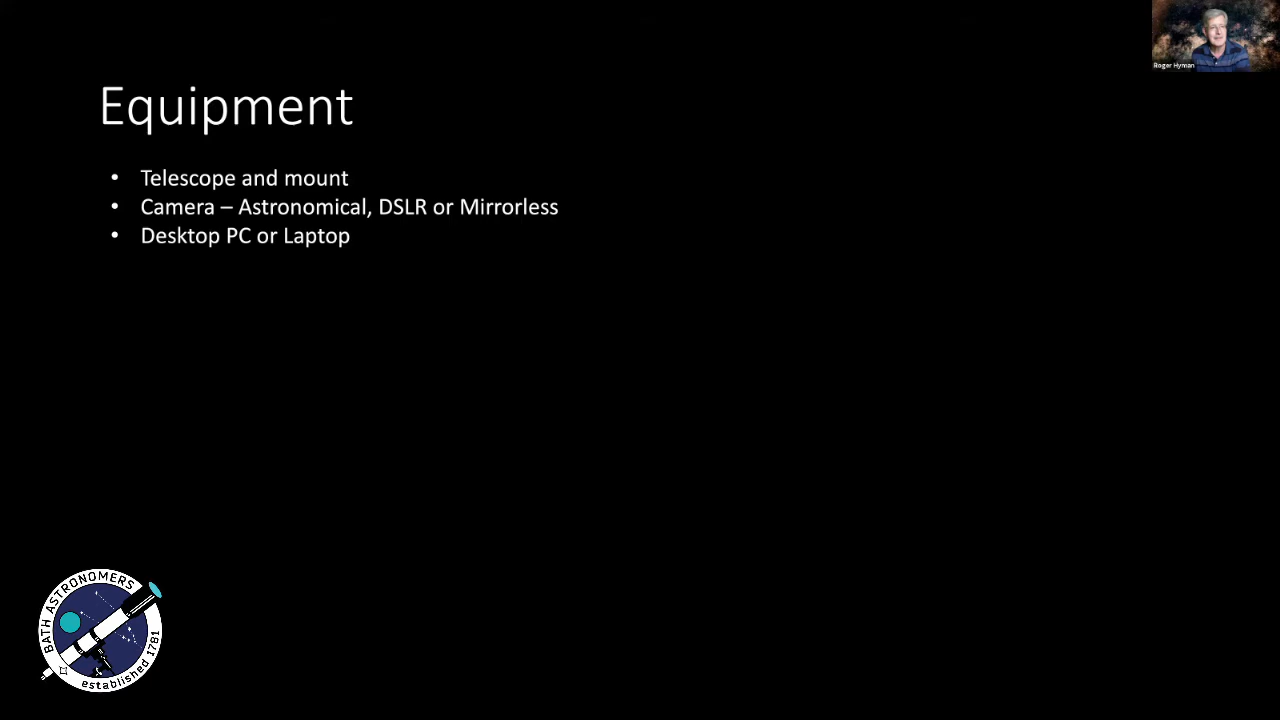 Roger Hyman
Equipment
• Telescope and mount
• Camera – Astronomical, DSLR or Mirrorless
• Desktop PC or Laptop
BATH ASTRONOMERS
established 1781